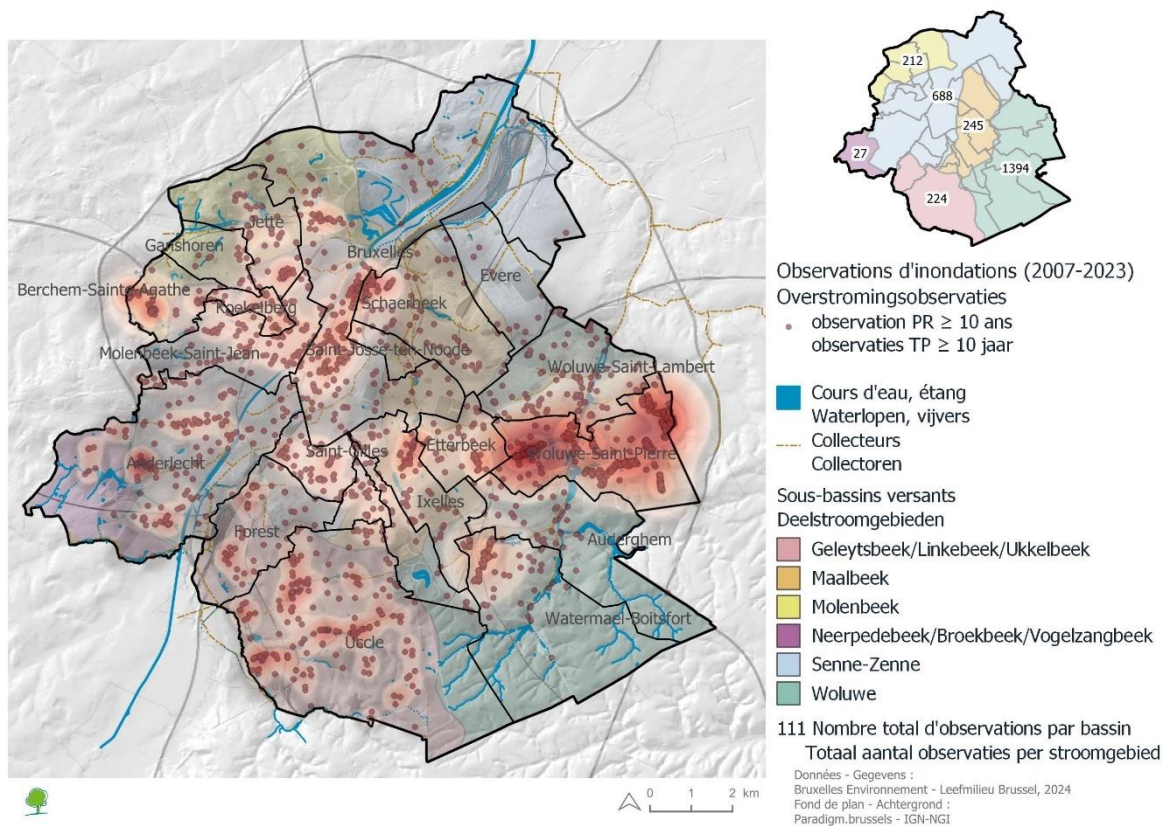 212
688
245
27
1394
224
Jette
Ganshoren
Bruxelles
Evere
Berchem-Sainte-Agathe
Koekelberg
Schaerbeek
Molenbeek-Saint-Jean
Saint-Josse-ten-Noode
Woluwe-Saint-Lambert
Anderlecht
Saint-Gilles
Etterbeek
Woluwe-Saint-Pierre
Ixelles
Forest
Auderghem
Watermael-Boitsfort
Uccle
0 1 2 km
Observations d'inondations (2007-2023)
Overstromingsobservaties
observation PR ≥ 10 ans
observaties TP ≥ 10 jaar
Cours d'eau, étang
Waterlopen, vijvers
Collecteurs
Collectoren
Sous-bassins versants
Deelstroomgebieden
Geleytsbeek/Linkebeek/Ukkelbeek
Maalbeek
Molenbeek
Neerpedebeek/Broekbeek/Vogelzangbeek
Senne-Zenne
Woluwe
111 Nombre total d'observations par bassin
Totaal aantal observaties per stroomgebied
Données - Gegevens :
Bruxelles Environnement - Leefmilieu Brussel, 2024
Fond de plan - Achtergrond :
Paradigm.brussels - IGN-NGI